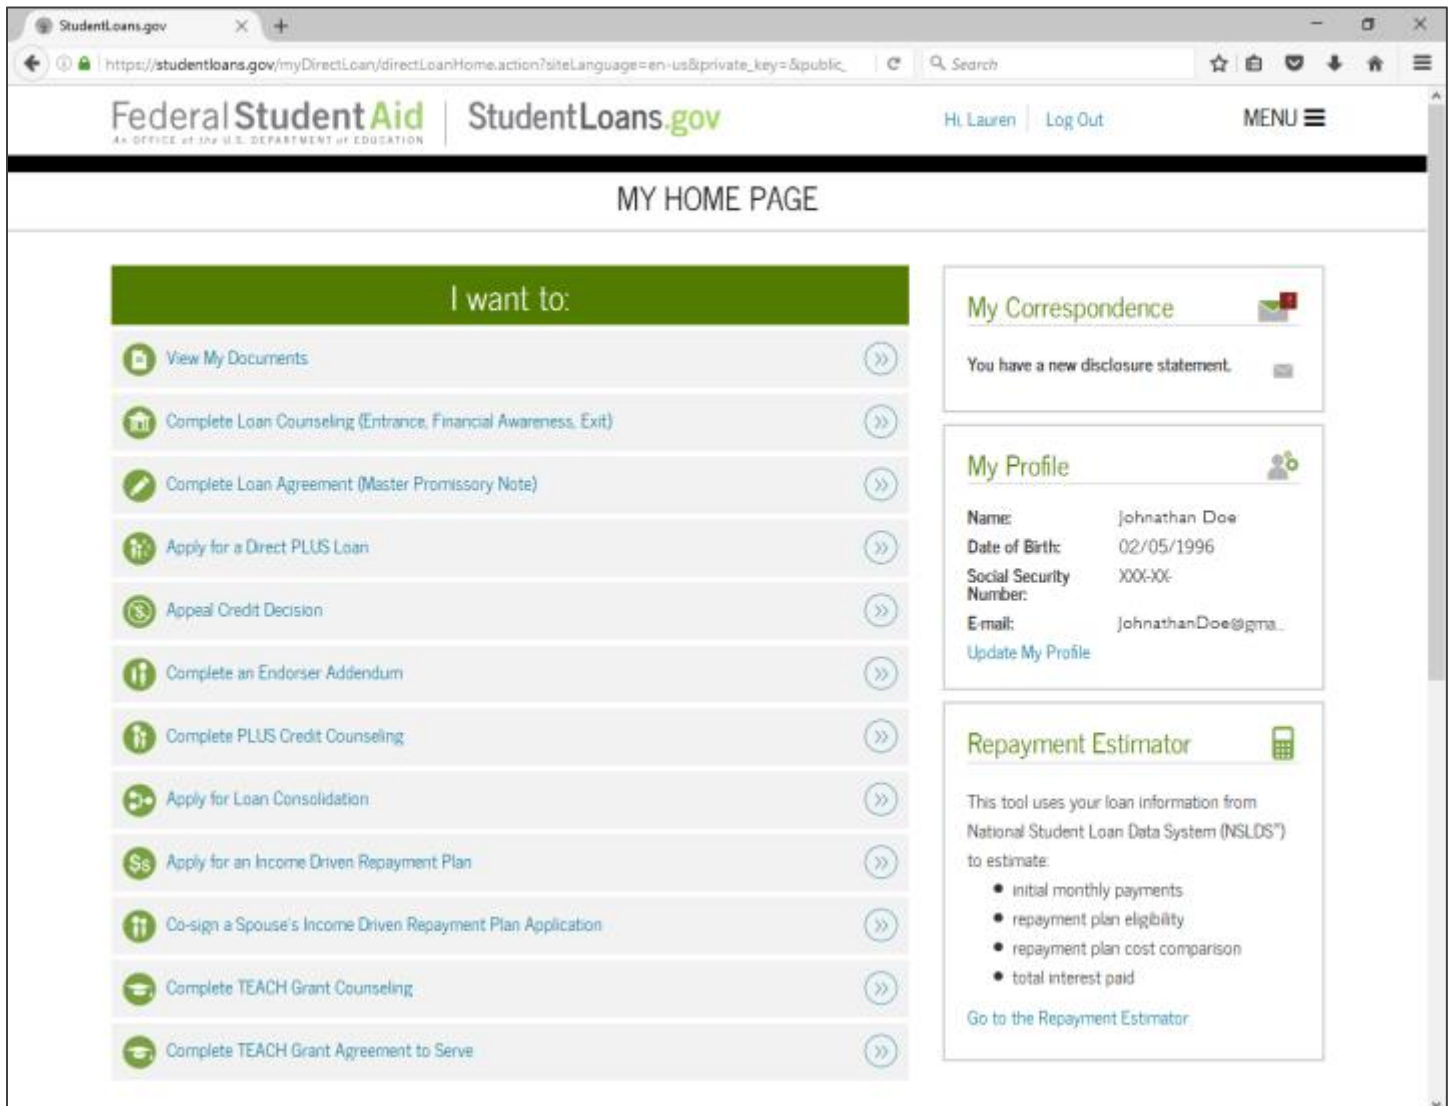 StudentLoans.gov
https://studentloans.gov/myDirectLoan/directLoanHome.action?siteLanguage=en-us&private_key=&public_
Search
Federal Student Aid
An OFFICE of the U.S. DEPARTMENT of EDUCATION
StudentLoans.gov
Hi, Lauren
Log Out
MENU
MY HOME PAGE
I want to:
View My Documents
Complete Loan Counseling (Entrance, Financial Awareness, Exit)
Complete Loan Agreement (Master Promissory Note)
Apply for a Direct PLUS Loan
Appeal Credit Decision
Complete an Endorser Addendum
Complete PLUS Credit Counseling
Apply for Loan Consolidation
Apply for an Income Driven Repayment Plan
Co-sign a Spouse's Income Driven Repayment Plan Application
Complete TEACH Grant Counseling
Complete TEACH Grant Agreement to Serve
My Correspondence
You have a new disclosure statement.
My Profile
Name: Johnathan Doe
Date of Birth: 02/05/1996
Social Security XXX-XX-
Number:
E-mail: JohnathanDoe@gma...
Update My Profile
Repayment Estimator
This tool uses your loan information from
National Student Loan Data System (NSLDS®)
to estimate:
• initial monthly payments
• repayment plan eligibility
• repayment plan cost comparison
• total interest paid
Go to the Repayment Estimator